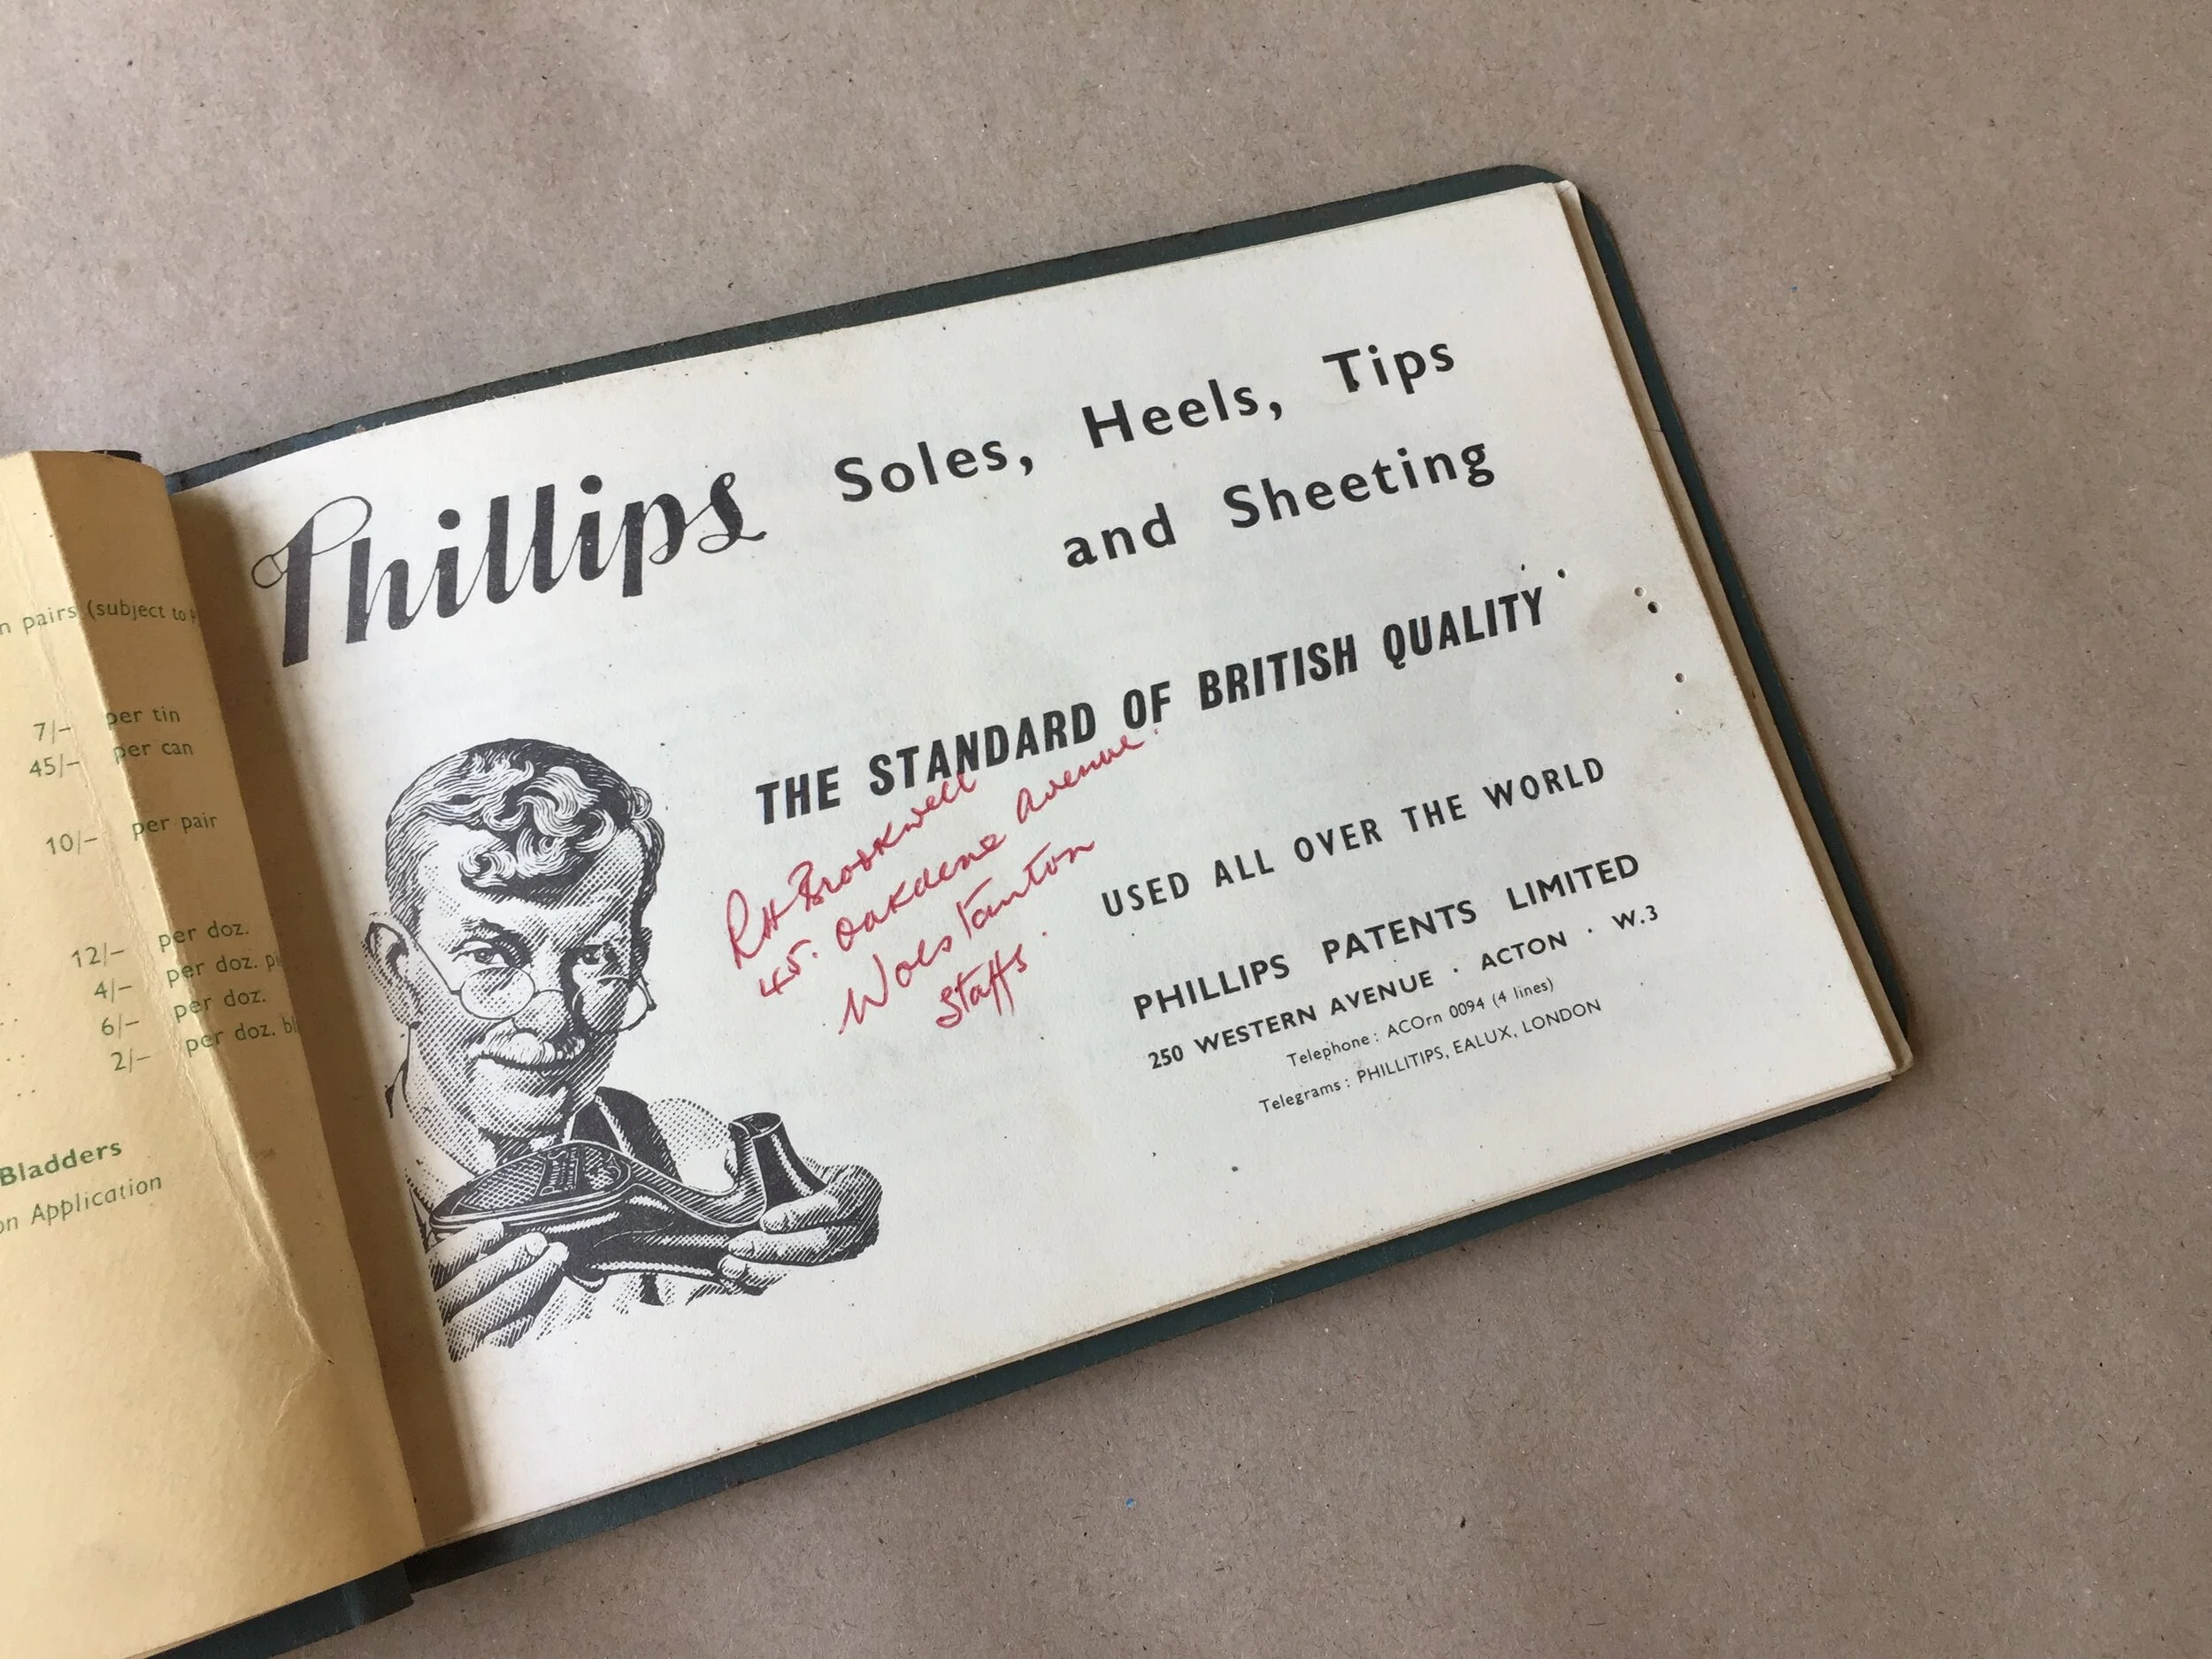 n pairs (subject to
7/- per tin
45/- per can
10/- per pair
12/- per doz.
4/- per doz.
6/- per doz.
2/- per doz.
Bladders
on Application
Phillips Soles, Heels, Tips
and Sheeting
THE STANDARD OF BRITISH QUALITY
RH Brookwell
45. Oakdene Avenue.
Wolstanton
Staffs.
USED ALL OVER THE WORLD
PHILLIPS PATENTS LIMITED
250 WESTERN AVENUE · ACTON · W.3
Telephone: ACOrn 0094 (4 lines)
Telegrams: PHILLITIPS, EALUX, LONDON